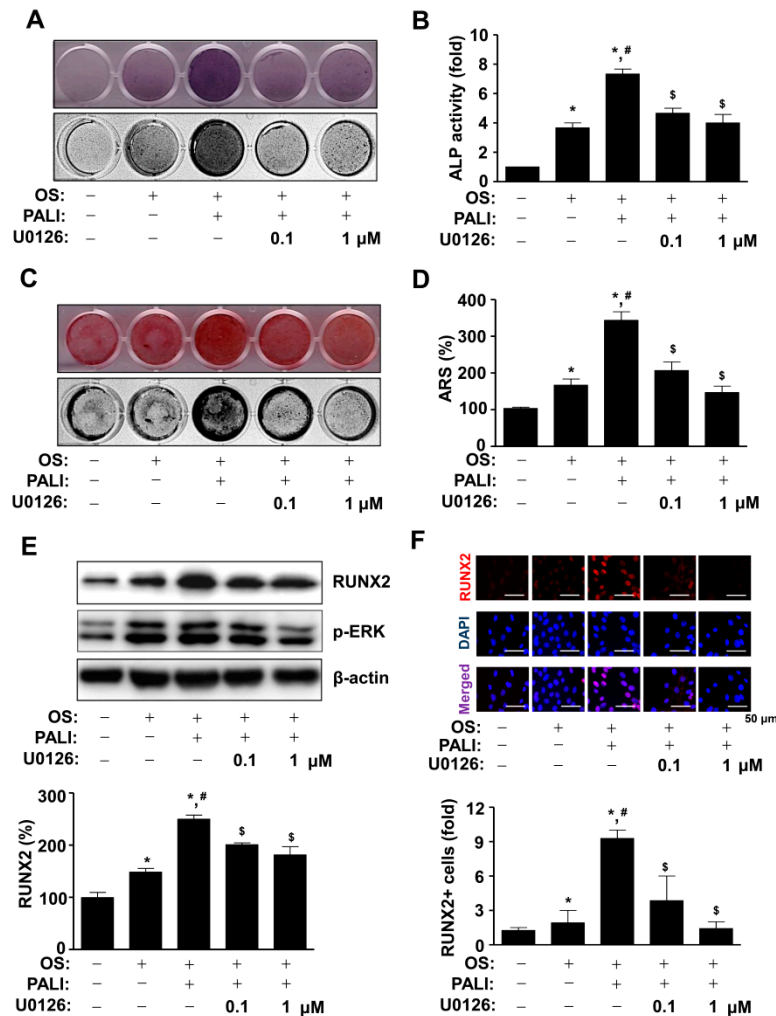 A
OS: – + + + +
PALI: – – + + +
U0126: – – – 0.1 1 µM
B
ALP activity (fold)
10
8
6
4
2
0
*
*,#
$
$
OS: – + + + +
PALI: – – + + +
U0126: – – – 0.1 1 µM
C
OS: – + + + +
PALI: – – + + +
U0126: – – – 0.1 1 µM
D
ARS (%)
400
300
200
100
0
*
*,#
$
$
OS: – + + + +
PALI: – – + + +
U0126: – – – 0.1 1 µM
E
RUNX2
p-ERK
β-actin
OS: – + + + +
PALI: – – + + +
U0126: – – – 0.1 1 µM
RUNX2 (%)
300
200
100
0
*
*,#
$
$
OS: – + + + +
PALI: – – + + +
U0126: – – – 0.1 1 µM
F
RUNX2
DAPI
Merged
50 µm
OS: – + + + +
PALI: – – + + +
U0126: – – – 0.1 1 µM
RUNX2+ cells (fold)
12
9
6
3
0
*
*,#
$
$
OS: – + + + +
PALI: – – + + +
U0126: – – – 0.1 1 µM